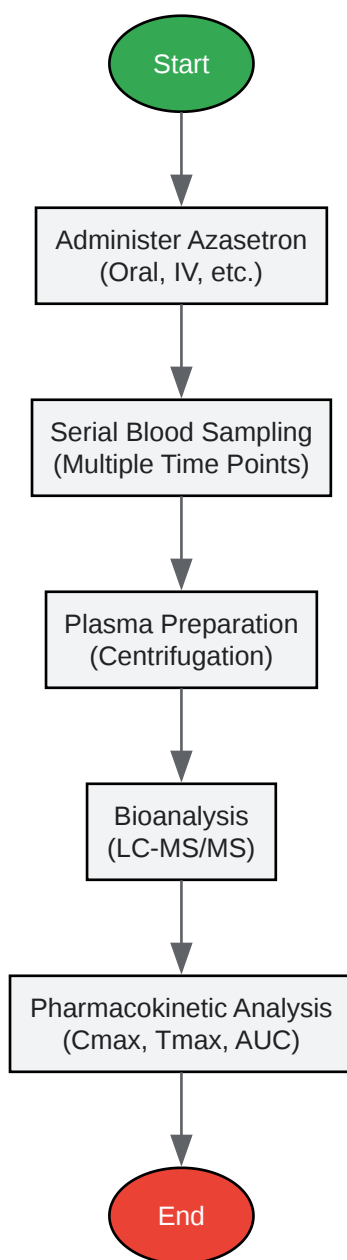 Start
Administer Azasetron
(Oral, IV, etc.)
Serial Blood Sampling
(Multiple Time Points)
Plasma Preparation
(Centrifugation)
Bioanalysis
(LC-MS/MS)
Pharmacokinetic Analysis
(Cmax, Tmax, AUC)
End